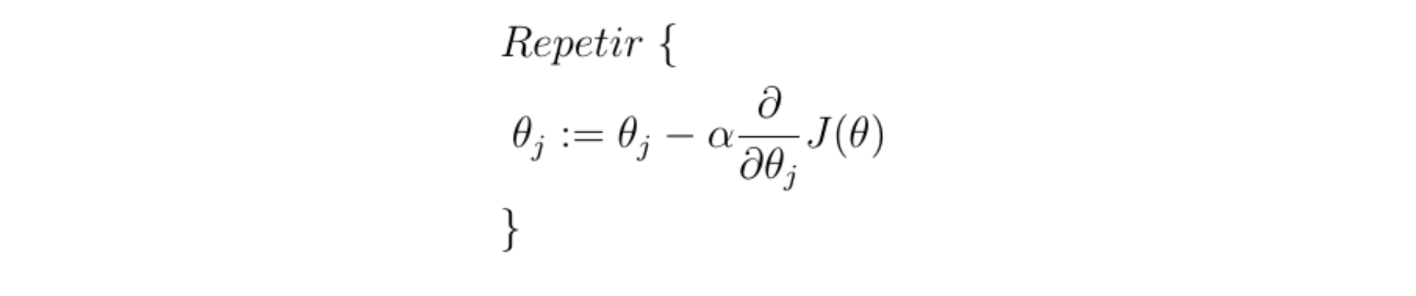 Repetir {
θ_j := θ_j − α ∂/∂θ_j J(θ)
}